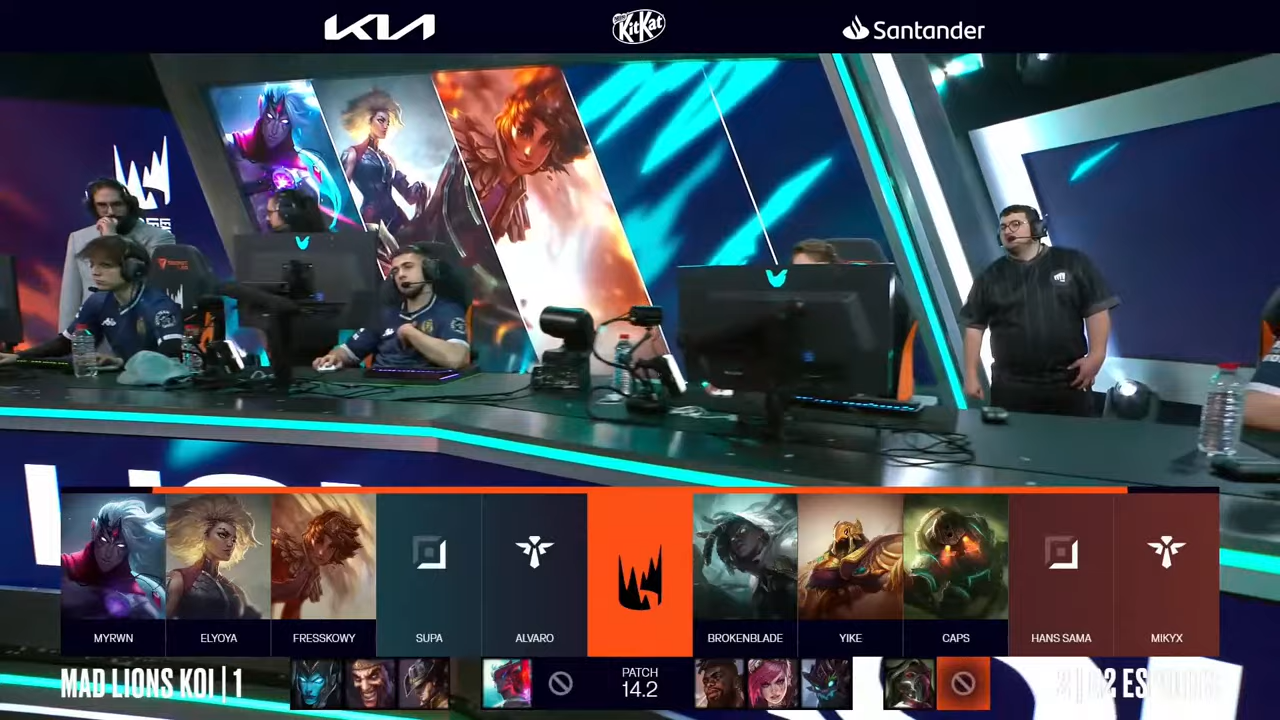 KIA
KitKat
Santander
MYRWN
ELYOYA
FRESSKOWY
SUPA
ALVARO
BROKENBLADE
YIKE
CAPS
HANS SAMA
MIKYX
MAD LIONS KOI | 1
PATCH
14.2